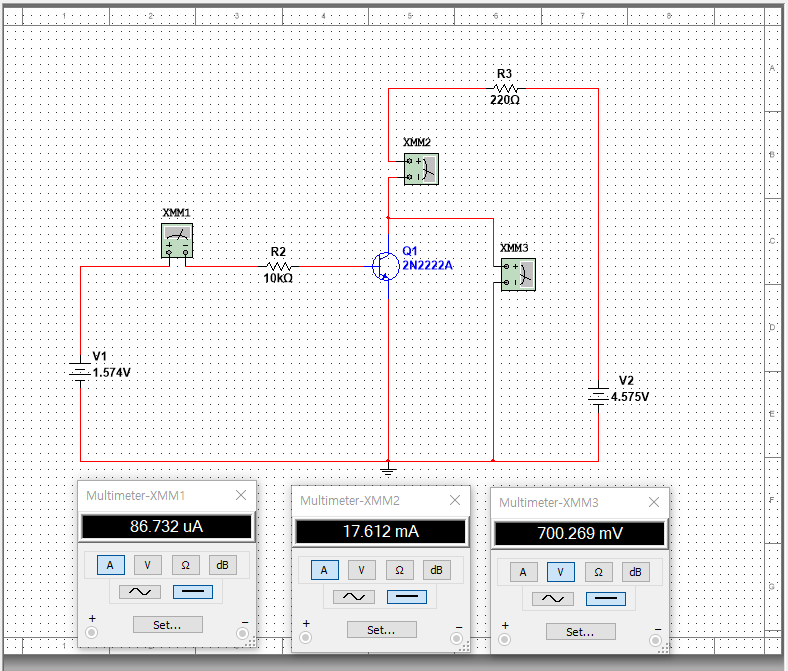 1 2 3 4 5 6 7 8
R3
220Ω
A
XMM2
+
B
XMM1
+ −
C
R2
10kΩ
Q1
2N2222A
XMM3
+
D
V1
1.574V
V2
4.575V
E
Multimeter-XMM1
86.732 uA
A V Ω dB
Set...
+ −
Multimeter-XMM2
17.612 mA
A V Ω dB
Set...
+ −
Multimeter-XMM3
700.269 mV
A V Ω dB
Set...
+ −
F
G
1